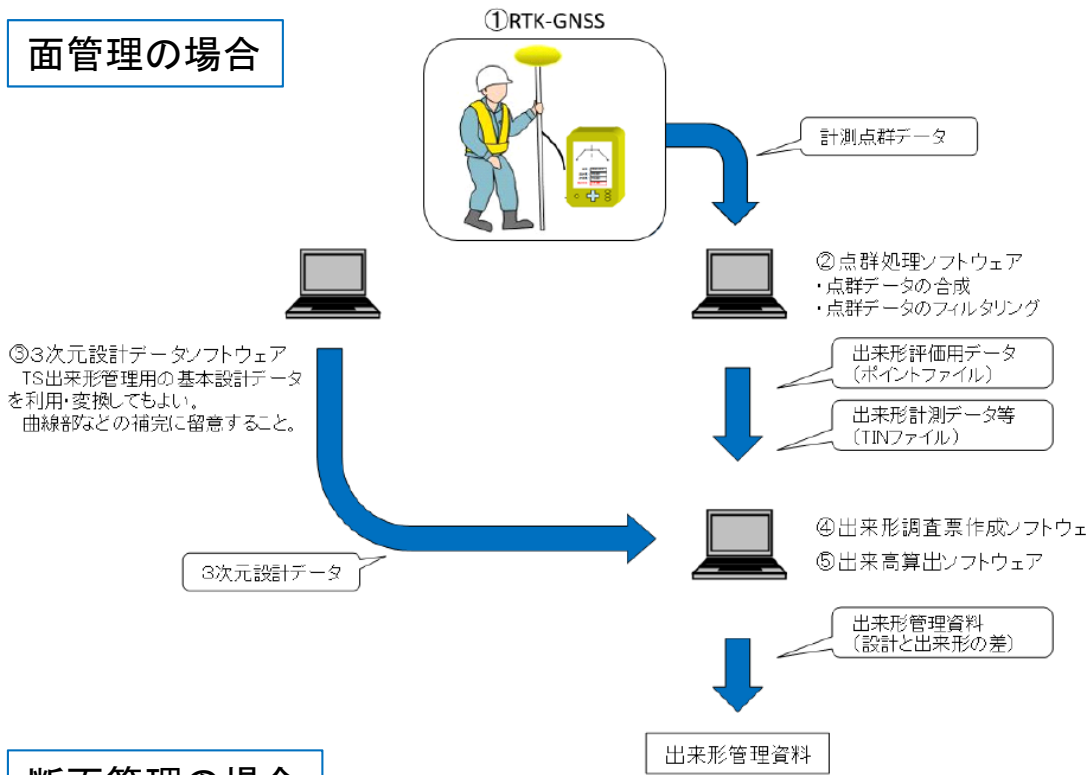 面管理の場合
①RTK-GNSS
計測点群データ
②点群処理ソフトウェア
・点群データの合成
・点群データのフィルタリング
③3次元設計データソフトウェア
TS出来形管理用の基本設計データ
を利用・変換してもよい。
曲線部などの補完に留意すること。
出来形評価用データ
(ポイントファイル)
出来形計測データ等
(TINファイル)
3次元設計データ
④出来形調査票作成ソフトウェ
⑤出来高算出ソフトウェア
出来形管理資料
(設計と出来形の差)
出来形管理資料
断面管理の場合